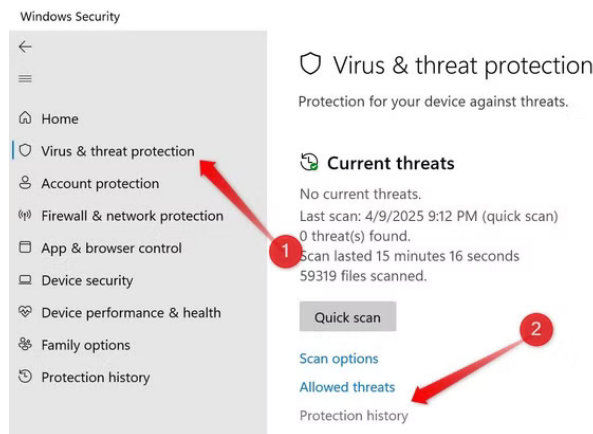 Windows Security
Home
Virus & threat protection
Account protection
Firewall & network protection
App & browser control
Device security
Device performance & health
Family options
Protection history
1
Virus & threat protection
Protection for your device against threats.
Current threats
No current threats.
Last scan: 4/9/2025 9:12 PM (quick scan)
0 threat(s) found.
Scan lasted 15 minutes 16 seconds
59319 files scanned.
Quick scan
2
Scan options
Allowed threats
Protection history